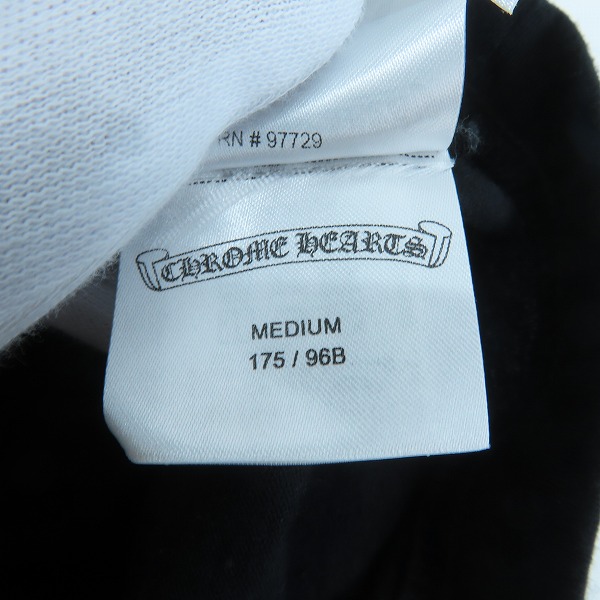 RN # 97729
CHROME HEARTS
MEDIUM
175 / 96B